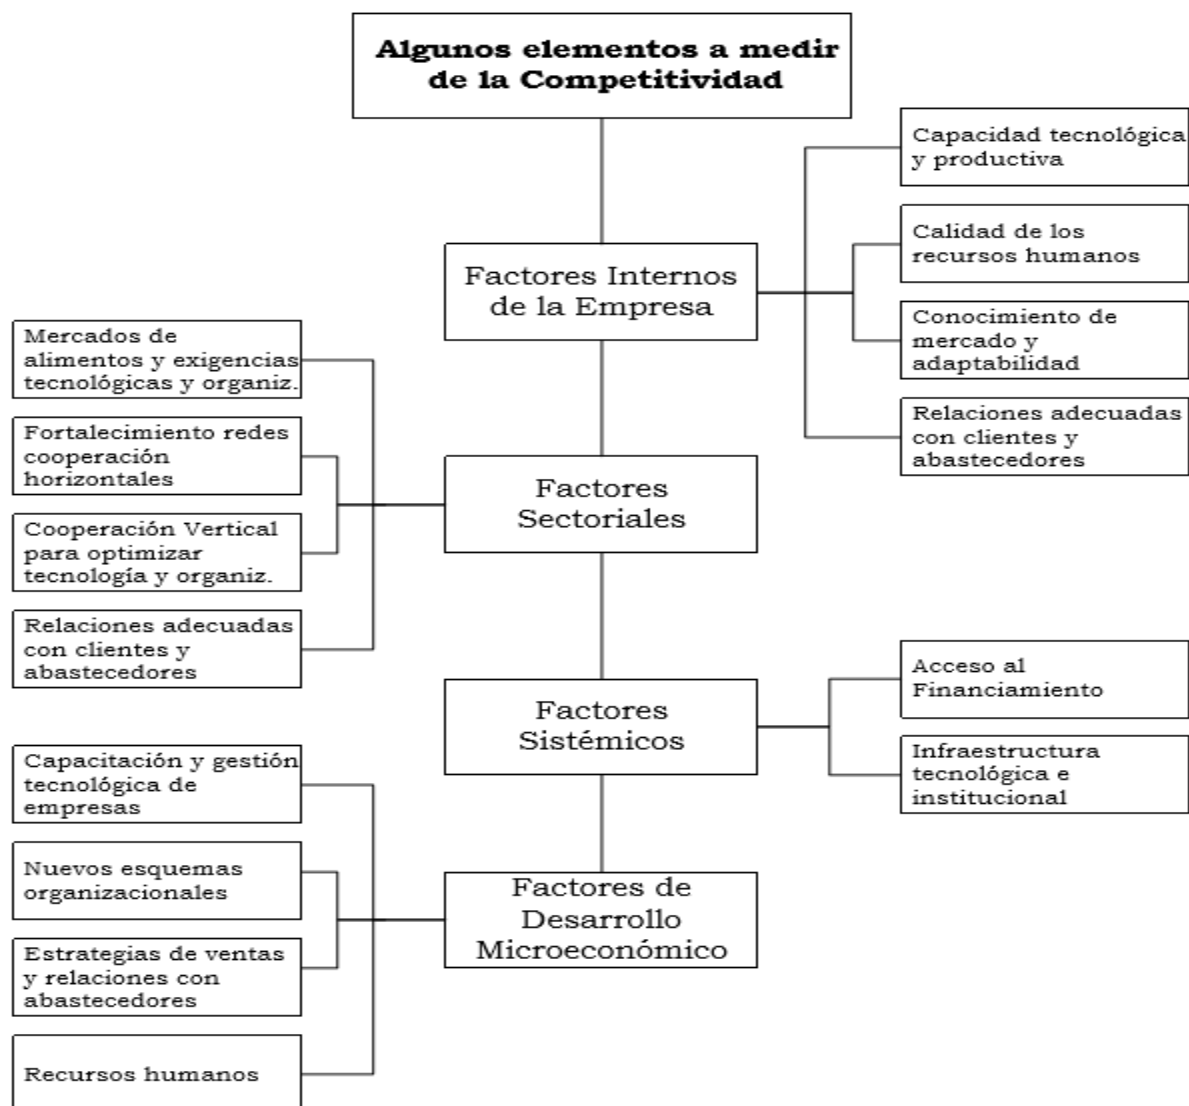 Algunos elementos a medir
de la Competitividad
Factores Internos
de la Empresa
Capacidad tecnológica
y productiva
Calidad de los
recursos humanos
Conocimiento de
mercado y
adaptabilidad
Relaciones adecuadas
con clientes y
abastecedores
Factores
Sectoriales
Mercados de
alimentos y exigencias
tecnológicas y organiz.
Fortalecimiento redes
cooperación
horizontales
Cooperación Vertical
para optimizar
tecnología y organiz.
Relaciones adecuadas
con clientes y
abastecedores
Factores
Sistémicos
Acceso al
Financiamiento
Infraestructura
tecnológica e
institucional
Factores de
Desarrollo
Microeconómico
Capacitación y gestión
tecnológica de
empresas
Nuevos esquemas
organizacionales
Estrategias de ventas
y relaciones con
abastecedores
Recursos humanos